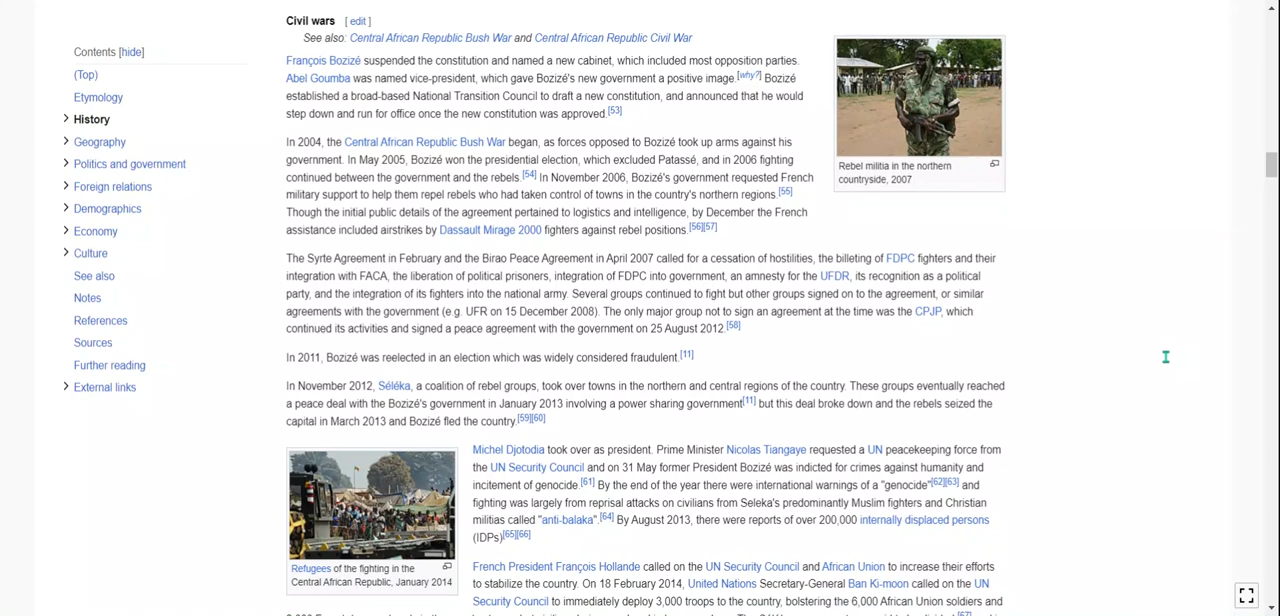 Contents [hide]
(Top)
Etymology
History
Geography
Politics and government
Foreign relations
Demographics
Economy
Culture
See also
Notes
References
Sources
Further reading
External links
Civil wars [ edit ]
See also: Central African Republic Bush War and Central African Republic Civil War
François Bozizé suspended the constitution and named a new cabinet, which included most opposition parties.
Abel Goumba was named vice-president, which gave Bozizé's new government a positive image.[why?] Bozizé
established a broad-based National Transition Council to draft a new constitution, and announced that he would
step down and run for office once the new constitution was approved.[53]
In 2004, the Central African Republic Bush War began, as forces opposed to Bozizé took up arms against his
government. In May 2005, Bozizé won the presidential election, which excluded Patassé, and in 2006 fighting
continued between the government and the rebels.[54] In November 2006, Bozizé's government requested French
military support to help them repel rebels who had taken control of towns in the country's northern regions.[55]
Though the initial public details of the agreement pertained to logistics and intelligence, by December the French
assistance included airstrikes by Dassault Mirage 2000 fighters against rebel positions.[56][57]
Rebel militia in the northern
countryside, 2007
The Syrte Agreement in February and the Birao Peace Agreement in April 2007 called for a cessation of hostilities, the billeting of FDPC fighters and their
integration with FACA, the liberation of political prisoners, integration of FDPC into government, an amnesty for the UFDR, its recognition as a political
party, and the integration of its fighters into the national army. Several groups continued to fight but other groups signed on to the agreement, or similar
agreements with the government (e.g. UFR on 15 December 2008). The only major group not to sign an agreement at the time was the CPJP, which
continued its activities and signed a peace agreement with the government on 25 August 2012.[58]
In 2011, Bozizé was reelected in an election which was widely considered fraudulent.[11]
In November 2012, Séléka, a coalition of rebel groups, took over towns in the northern and central regions of the country. These groups eventually reached
a peace deal with the Bozizé's government in January 2013 involving a power sharing government[11] but this deal broke down and the rebels seized the
capital in March 2013 and Bozizé fled the country.[59][60]
Refugees of the fighting in the
Central African Republic, January 2014
Michel Djotodia took over as president. Prime Minister Nicolas Tiangaye requested a UN peacekeeping force from
the UN Security Council and on 31 May former President Bozizé was indicted for crimes against humanity and
incitement of genocide.[61] By the end of the year there were international warnings of a "genocide"[62][63] and
fighting was largely from reprisal attacks on civilians from Seleka's predominantly Muslim fighters and Christian
militias called "anti-balaka".[64] By August 2013, there were reports of over 200,000 internally displaced persons
(IDPs)[65][66]
French President François Hollande called on the UN Security Council and African Union to increase their efforts
to stabilize the country. On 18 February 2014, United Nations Secretary-General Ban Ki-moon called on the UN
Security Council to immediately deploy 3,000 troops to the country, bolstering the 6,000 African Union soldiers and